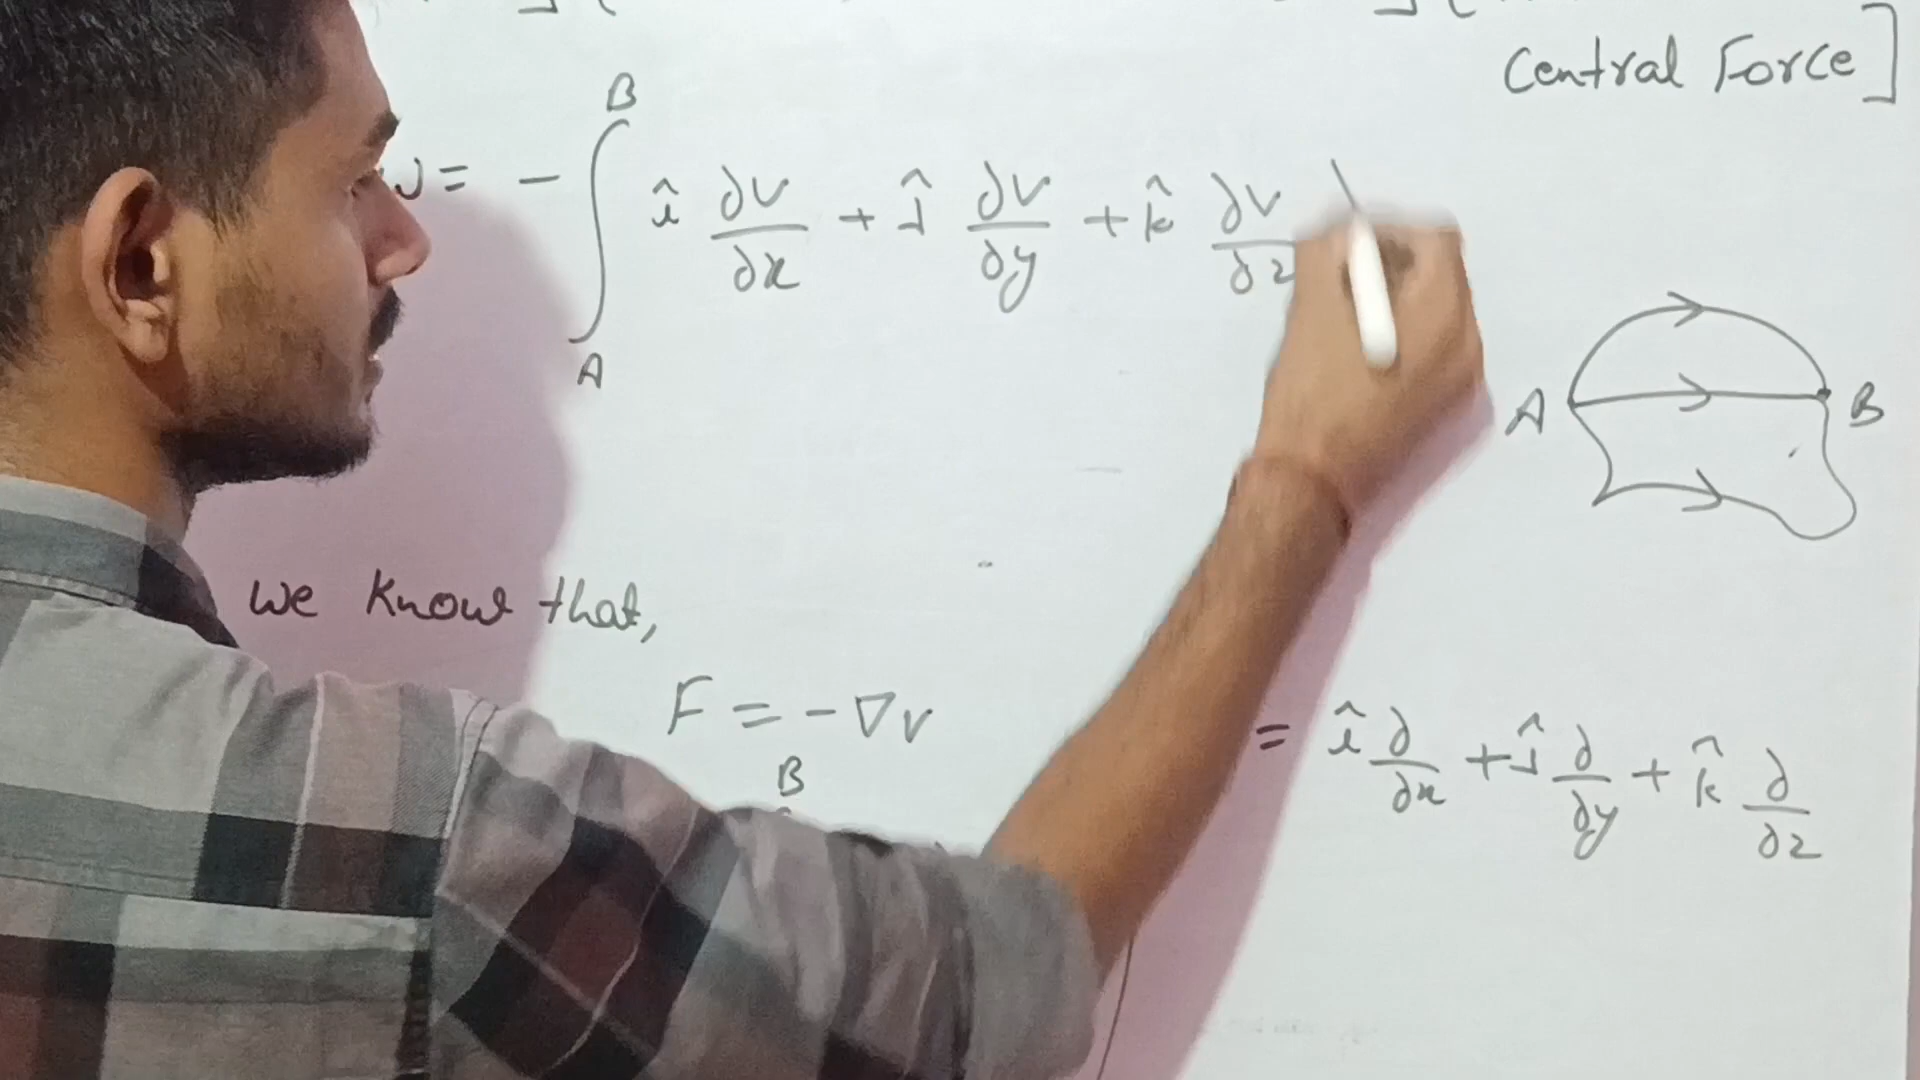 Central Force]
B
W = - ∫ î ∂V/∂x + ĵ ∂V/∂y + k̂ ∂V/∂z
A
A B
We Know that,
F = - ∇V
= î ∂/∂x + ĵ ∂/∂y + k̂ ∂/∂z
B